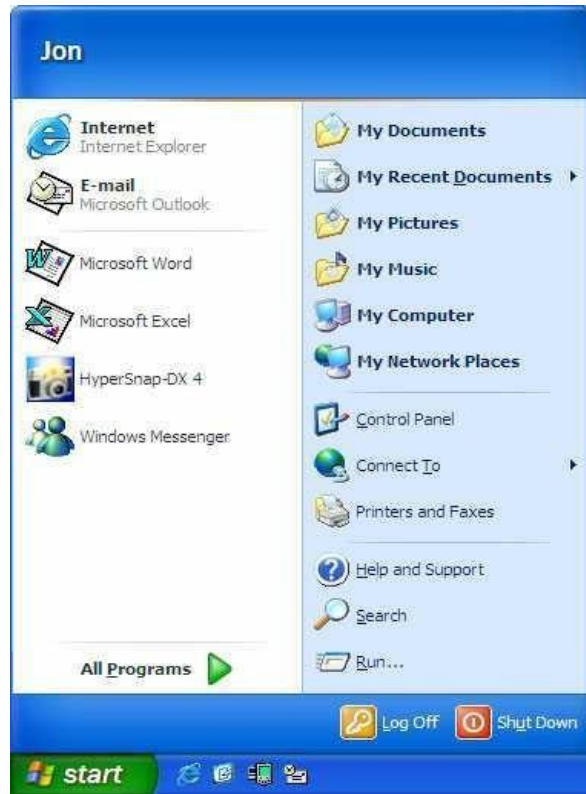 Jon
Internet
Internet Explorer
E-mail
Microsoft Outlook
Microsoft Word
Microsoft Excel
HyperSnap-DX 4
Windows Messenger
All Programs
My Documents
My Recent Documents
My Pictures
My Music
My Computer
My Network Places
Control Panel
Connect To
Printers and Faxes
Help and Support
Search
Run...
Log Off
Shut Down
start